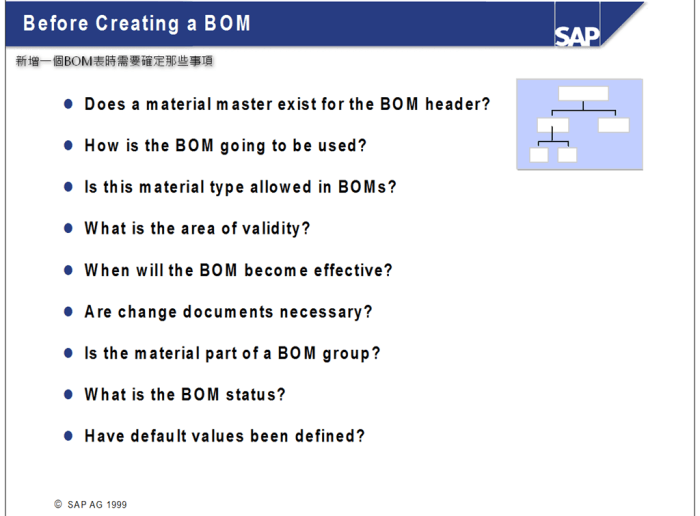 Before Creating a BOM
SAP
新增一個BOM表時需要確定那些事項
Does a material master exist for the BOM header?
How is the BOM going to be used?
Is this material type allowed in BOMs?
What is the area of validity?
When will the BOM become effective?
Are change documents necessary?
Is the material part of a BOM group?
What is the BOM status?
Have default values been defined?
© SAP AG 1999